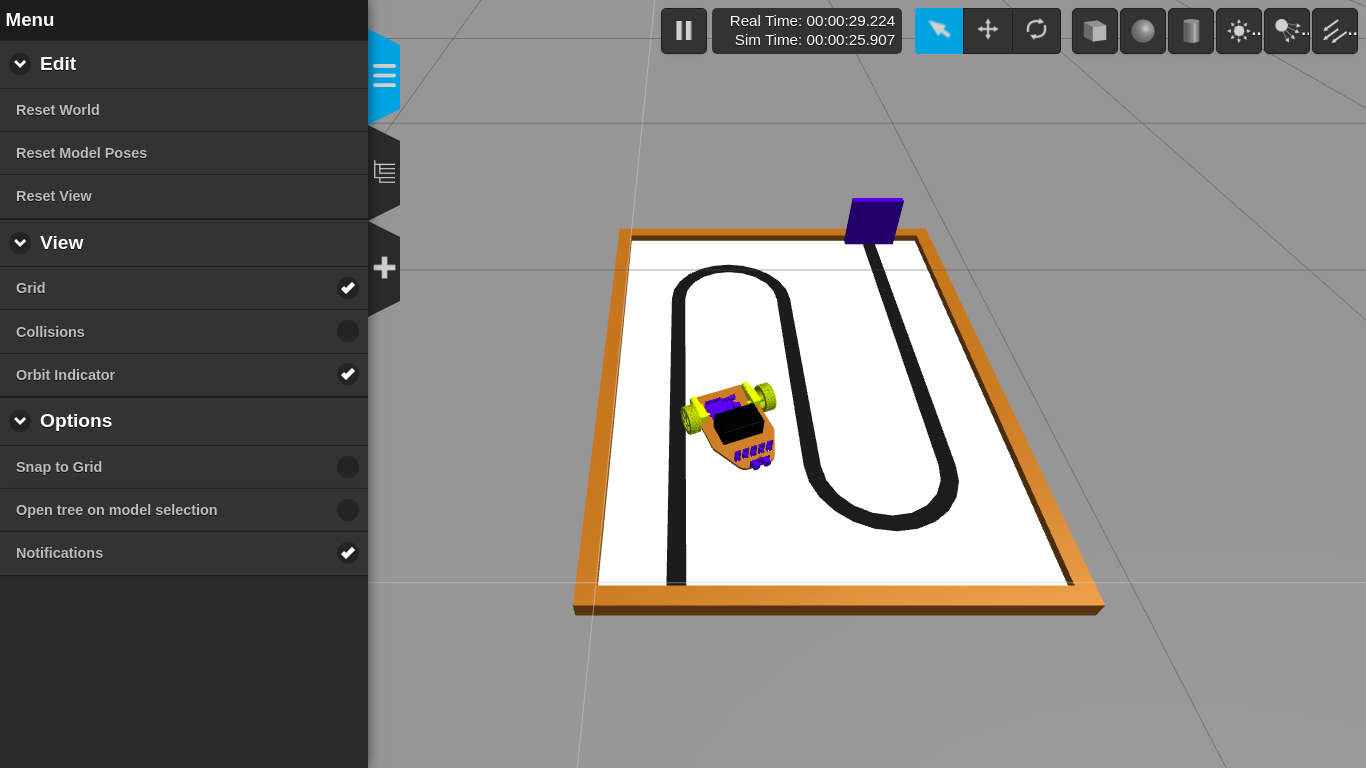 Menu
Edit
Reset World
Reset Model Poses
Reset View
View
Grid
Collisions
Orbit Indicator
Options
Snap to Grid
Open tree on model selection
Notifications
Real Time: 00:00:29.224
Sim Time: 00:00:25.907